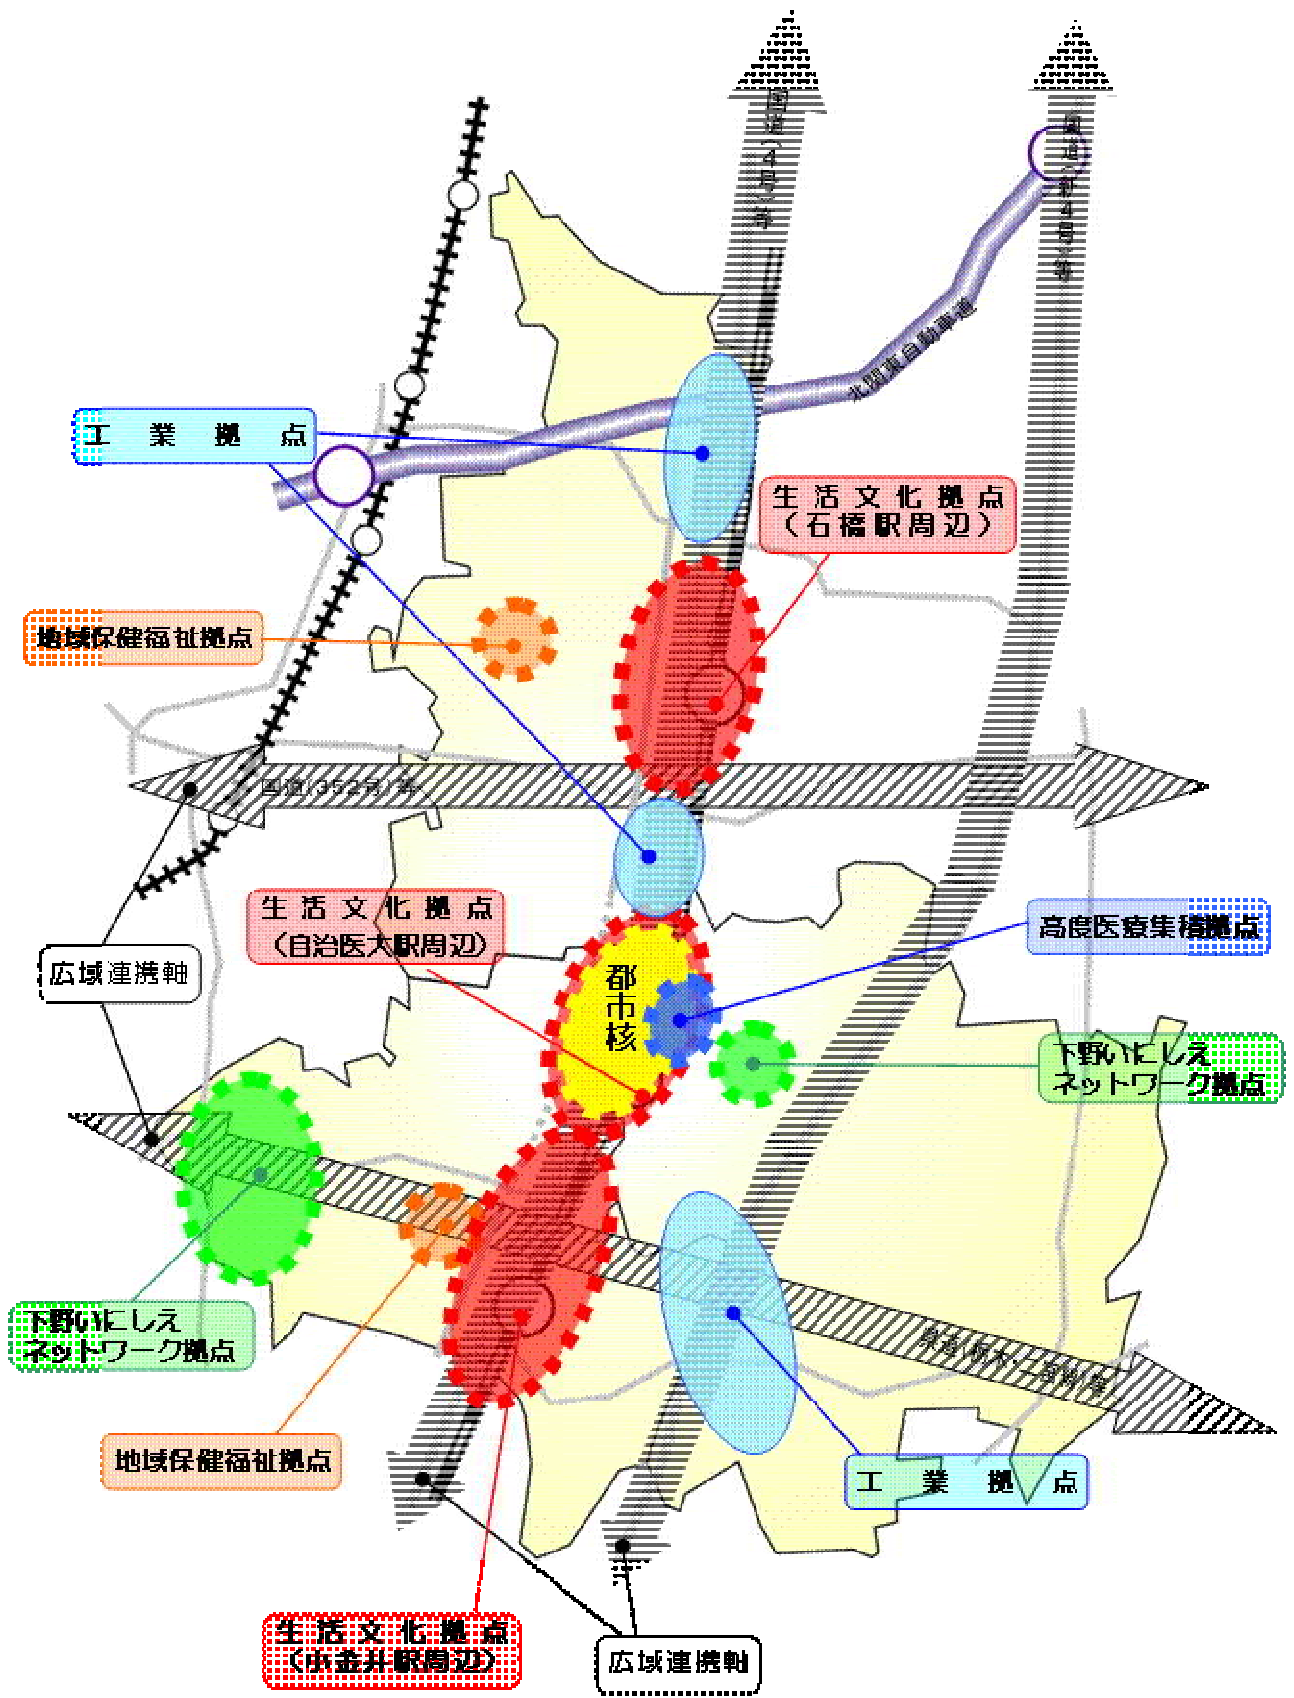 国道(4号)等
国道(新4号)等
北関東自動車道
工業拠点
生活文化拠点
(石橋駅周辺)
地域保健福祉拠点
国道(352号)等
生活文化拠点
(自治医大駅周辺)
高度医療集積拠点
広域連携軸
都市核
下野いにしえ
ネットワーク拠点
下野いにしえ
ネットワーク拠点
地域保健福祉拠点
工業拠点
生活文化拠点
(小金井駅周辺)
広域連携軸